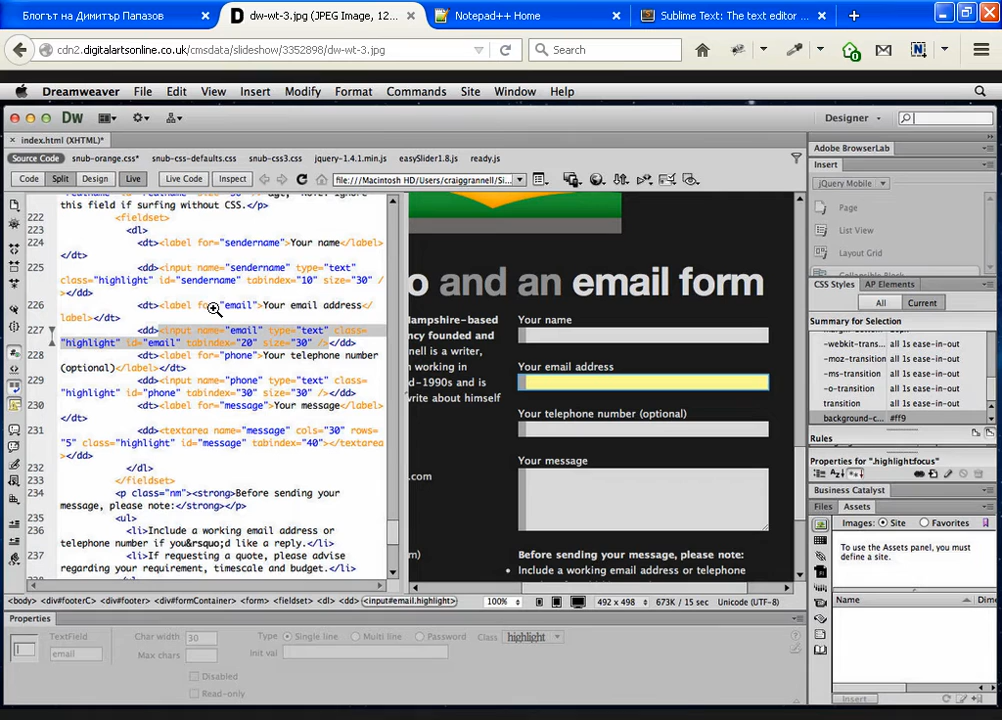 Блогът на Димитър Папазов
dw-wt-3.jpg (JPEG Image, 12...
Notepad++ Home
Sublime Text: The text editor ...
cdn2.digitalartsonline.co.uk/cmsdata/slideshow/3352898/dw-wt-3.jpg
Search
Dreamweaver File Edit View Insert Modify Format Commands Site Window Help
Dw
Designer
index.html (XHTML)*
Source Code snub-orange.css* snub-css-defaults.css snub-css3.css jquery-1.4.1.min.js easySlider1.8.js ready.js
Code Split Design Live Live Code Inspect
file:///Macintosh HD/Users/craiggrannell/Si...
this field if surfing without CSS.</p>
222 <fieldset>
223 <dl>
224 <dt><label for="sendername">Your name</label>
</dt>
225 <dd><input name="sendername" type="text"
class="highlight" id="sendername" tabindex="10" size="30" /
></dd>
226 <dt><label for="email">Your email address</
label></dt>
227 <dd><input name="email" type="text" class=
"highlight" id="email" tabindex="20" size="30" /></dd>
228 <dt><label for="phone">Your telephone number
(optional)</label></dt>
229 <dd><input name="phone" type="text" class=
"highlight" id="phone" tabindex="30" size="30" /></dd>
230 <dt><label for="message">Your message</label>
</dt>
231 <dd><textarea name="message" cols="30" rows=
"5" class="highlight" id="message" tabindex="40"></textarea
></dd>
232 </dl>
233 </fieldset>
234 <p class="nm"><strong>Before sending your
message, please note:</strong></p>
235 <ul>
236 <li>Include a working email address or
telephone number if you&rsquo;d like a reply.</li>
237 <li>If requesting a quote, please advise
regarding your requirement, timescale and budget.</li>
o and an email form
Hampshire-based
ncy founded and
nell is a writer,
n working in
d-1990s and is
write about himself
.com
Your name
Your email address
Your telephone number (optional)
Your message
Before sending your message, please note:
• Include a working email address or telephone
<body> <div#footerC> <div#footer> <div#formContainer> <form> <fieldset> <dl> <dd> <input#email.highlight>
100% 492 x 498 673K / 15 sec Unicode (UTF-8)
Properties
TextField
email
Char width 30
Max chars
Type Single line Multi line Password
Init val
Class highlight
Disabled
Read-only
Adobe BrowserLab
Insert
jQuery Mobile
Page
List View
Layout Grid
Collapsible Block
CSS Styles AP Elements
All Current
Summary for Selection
-webkit-trans... all 1s ease-in-out
-moz-transition all 1s ease-in-out
-ms-transition all 1s ease-in-out
-o-transition all 1s ease-in-out
transition all 1s ease-in-out
background-c... #ff9
Rules
Properties for ".highlight:focus"
Business Catalyst
Files Assets
Images: Site Favorites
To use the Assets panel, you must
define a site.
Name Dime
Insert